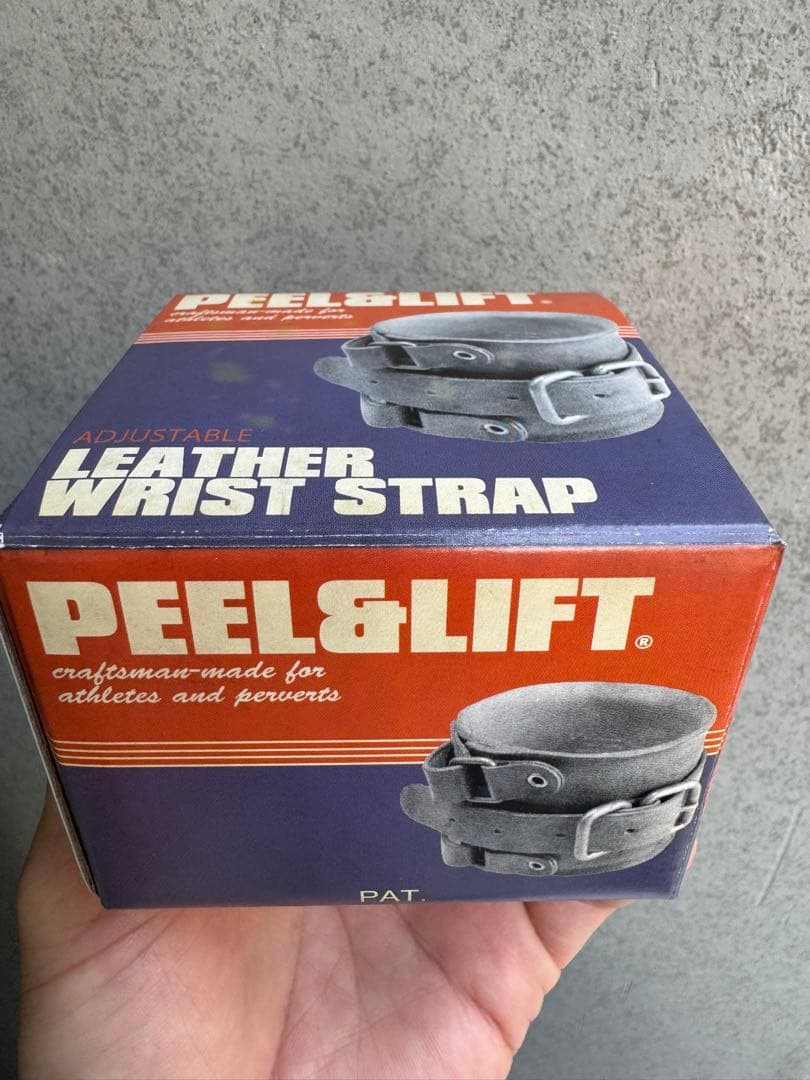 PEEL&LIFT®
craftsman-made for
athletes and perverts
ADJUSTABLE
LEATHER
WRIST STRAP
PEEL&LIFT®
craftsman-made for
athletes and perverts
PAT.